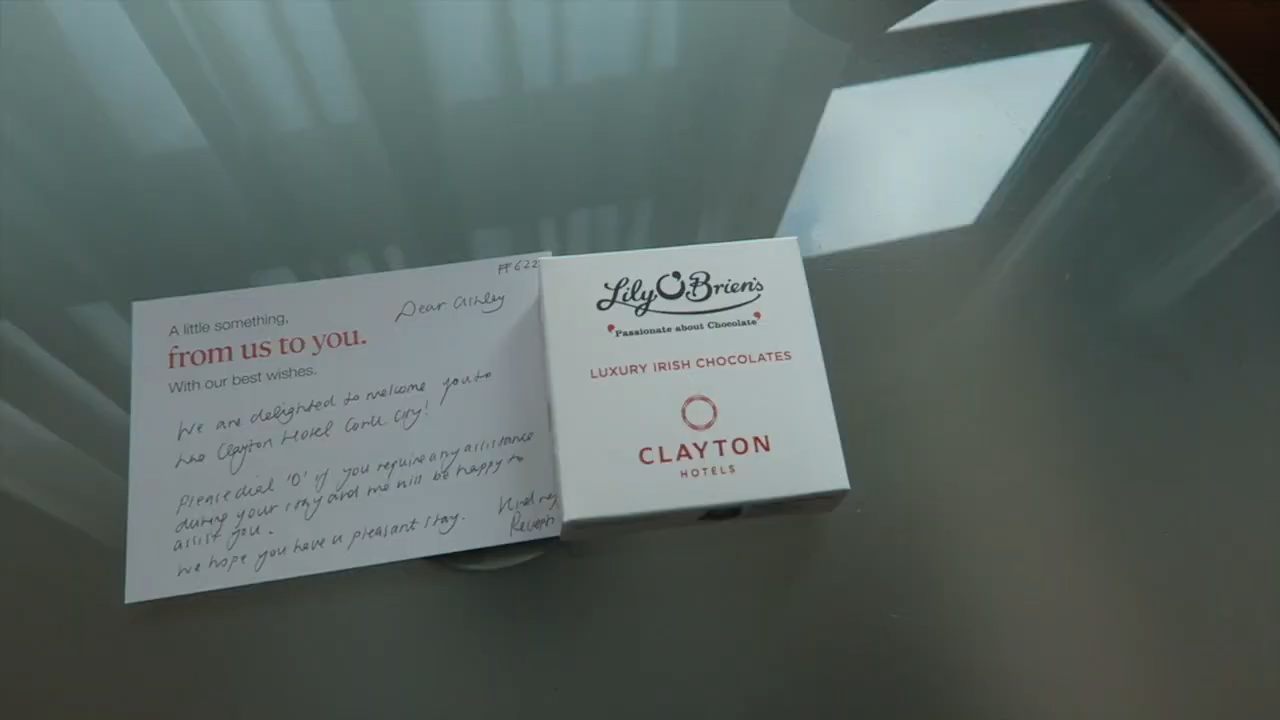 FF622
Dear Ashley
A little something,
from us to you.
With our best wishes.
We are delighted to welcome you to
the Clayton Hotel Cork City!
Please dial '0' if you require any assistance
during your stay and we will be happy to
assist you.
We hope you have a pleasant stay.
Lily O'Brien's
Passionate about Chocolate
LUXURY IRISH CHOCOLATES
CLAYTON
HOTELS